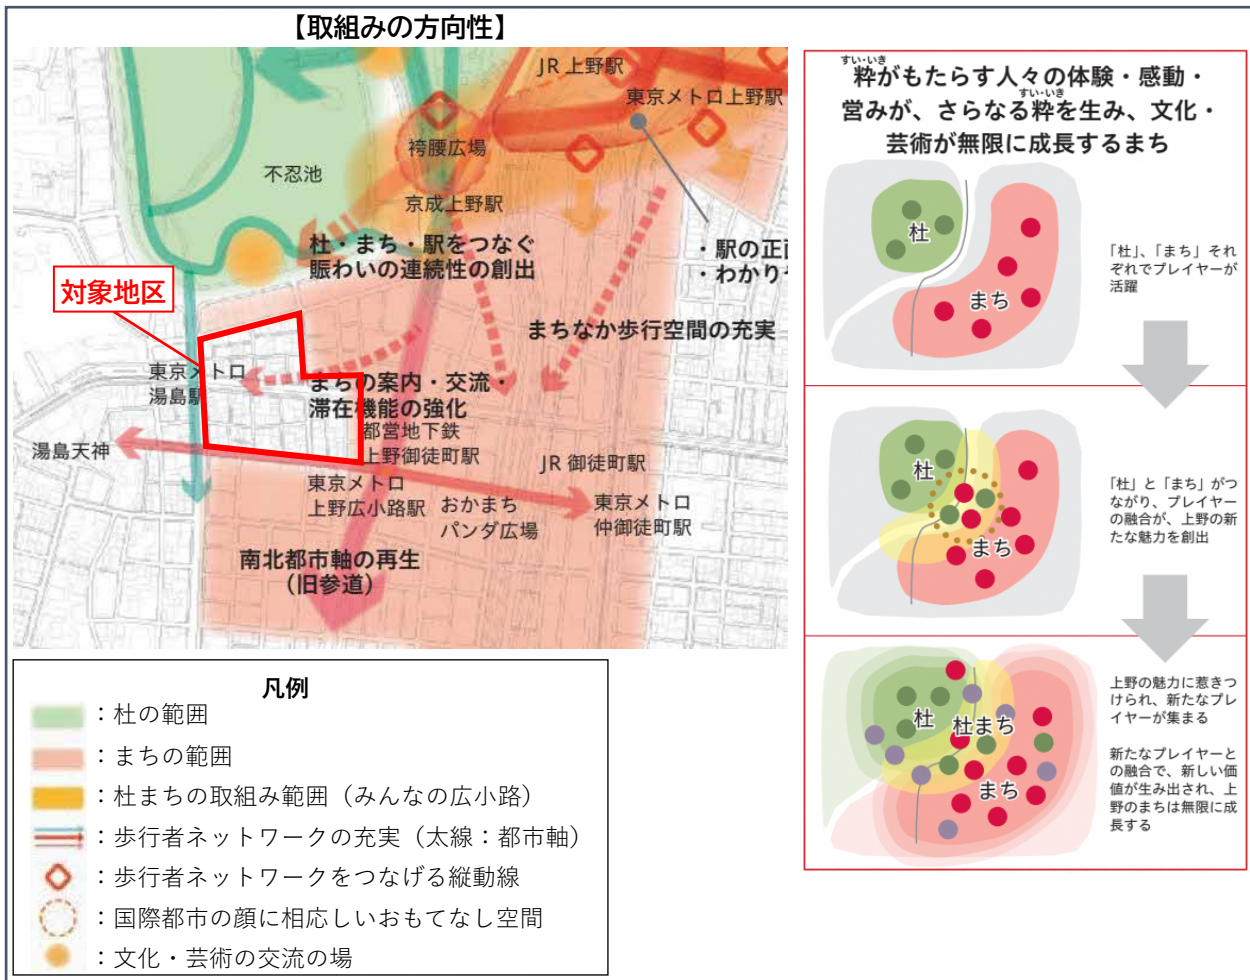 【取組みの方向性】
JR 上野駅
東京メトロ上野駅
袴腰広場
不忍池
京成上野駅
杜・まち・駅をつなぐ
賑わいの連続性の創出
・駅の正面
・わかりや
対象地区
まちなか歩行空間の充実
東京メトロ
湯島駅
まちの案内・交流・
滞在機能の強化
都営地下鉄
上野御徒町駅
湯島天神
JR 御徒町駅
東京メトロ
上野広小路駅
おかまち
パンダ広場
東京メトロ
仲御徒町駅
南北都市軸の再生
（旧参道）
凡例
：杜の範囲
：まちの範囲
：杜まちの取組み範囲（みんなの広小路）
：歩行者ネットワークの充実（太線：都市軸）
：歩行者ネットワークをつなげる縦動線
：国際都市の顔に相応しいおもてなし空間
：文化・芸術の交流の場
すい・いき
粋がもたらす人々の体験・感動・
すい・いき
営みが、さらなる粋を生み、文化・
芸術が無限に成長するまち
杜
まち
「杜」、「まち」それ
ぞれでプレイヤーが
活躍
杜
まち
「杜」と「まち」がつ
ながり、プレイヤー
の融合が、上野の新
たな魅力を創出
杜
杜まち
まち
上野の魅力に惹きつ
けられ、新たなプレ
イヤーが集まる
新たなプレイヤーと
の融合で、新しい価
値が生み出され、上
野のまちは無限に成
長する